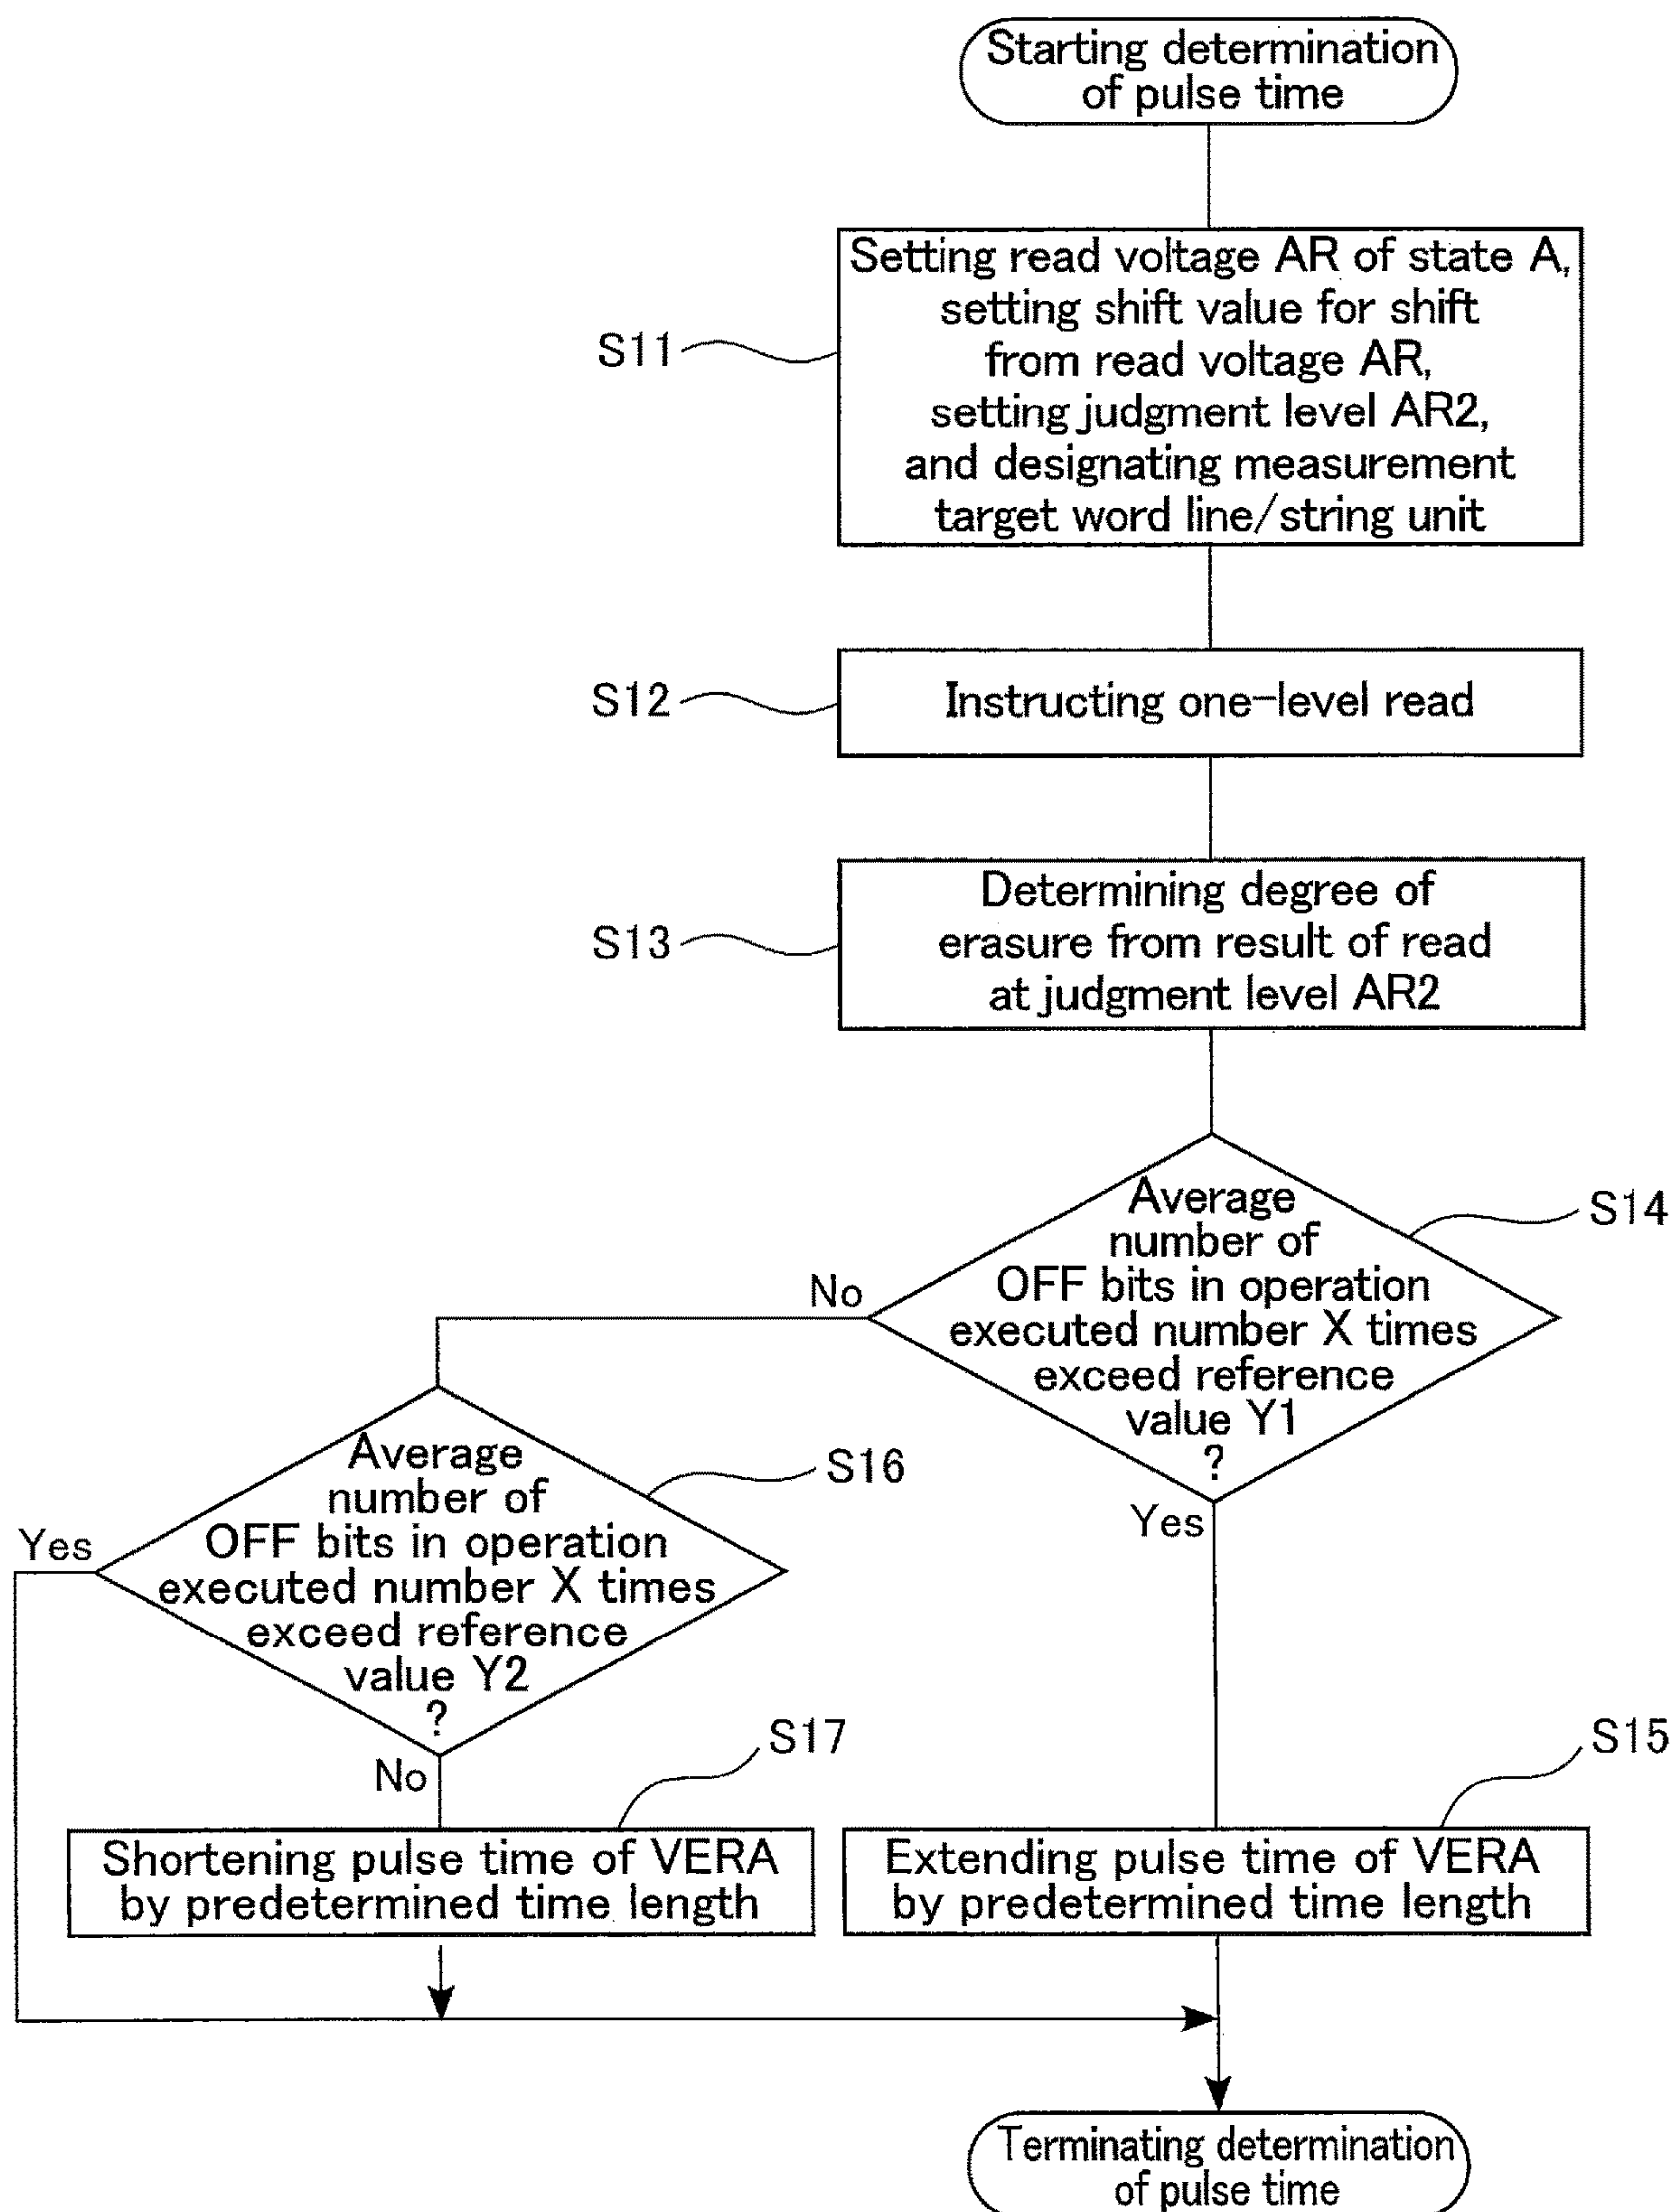 Starting determination
of pulse time
Setting read voltage AR of state A,
setting shift value for shift
from read voltage AR,
setting judgment level AR2,
and designating measurement
target word line/string unit
S11
Instructing one-level read
S12
Determining degree of
erasure from result of read
at judgment level AR2
S13
Average
number of
OFF bits in operation
executed number X times
exceed reference
value Y1
?
S14
No
Yes
Average
number of
OFF bits in operation
executed number X times
exceed reference
value Y2
?
S16
Yes
No
Shortening pulse time of VERA
by predetermined time length
S17
Extending pulse time of VERA
by predetermined time length
S15
Terminating determination
of pulse time